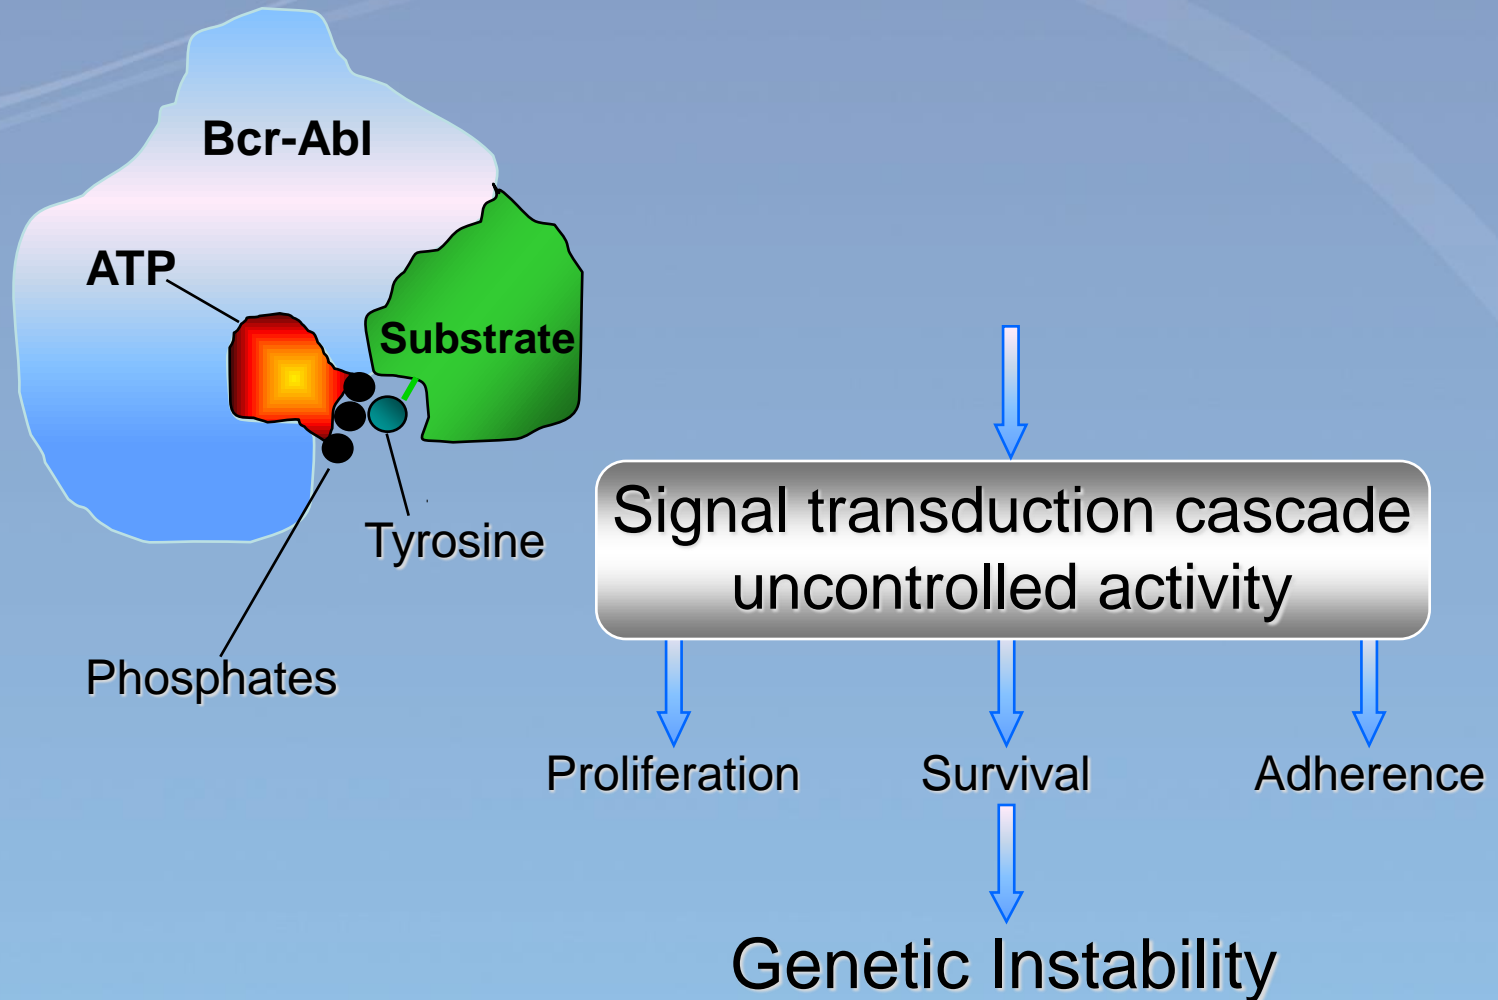 Bcr-Abl
ATP
Substrate
Tyrosine
Phosphates
Signal transduction cascade
uncontrolled activity
Proliferation
Survival
Adherence
Genetic Instability